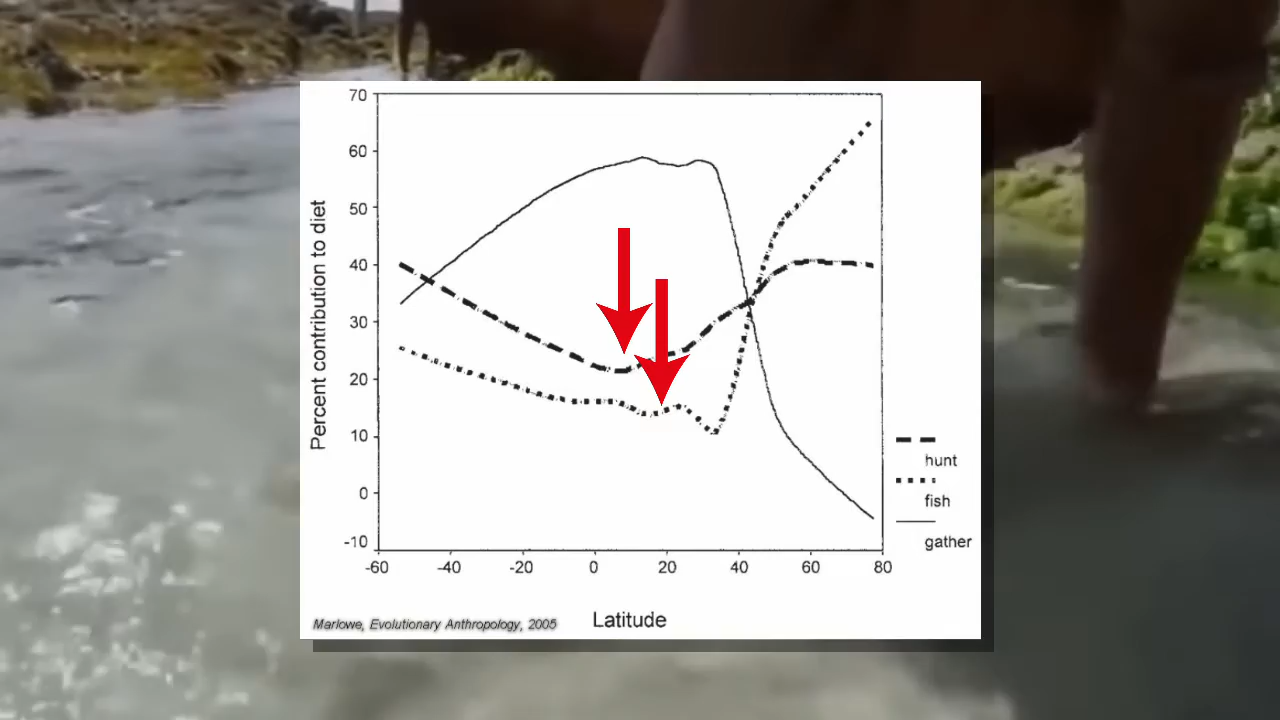 70
60
50
40
30
20
10
0
-10
Percent contribution to diet
-60 -40 -20 0 20 40 60 80
Latitude
hunt
fish
gather
Marlowe, Evolutionary Anthropology, 2005